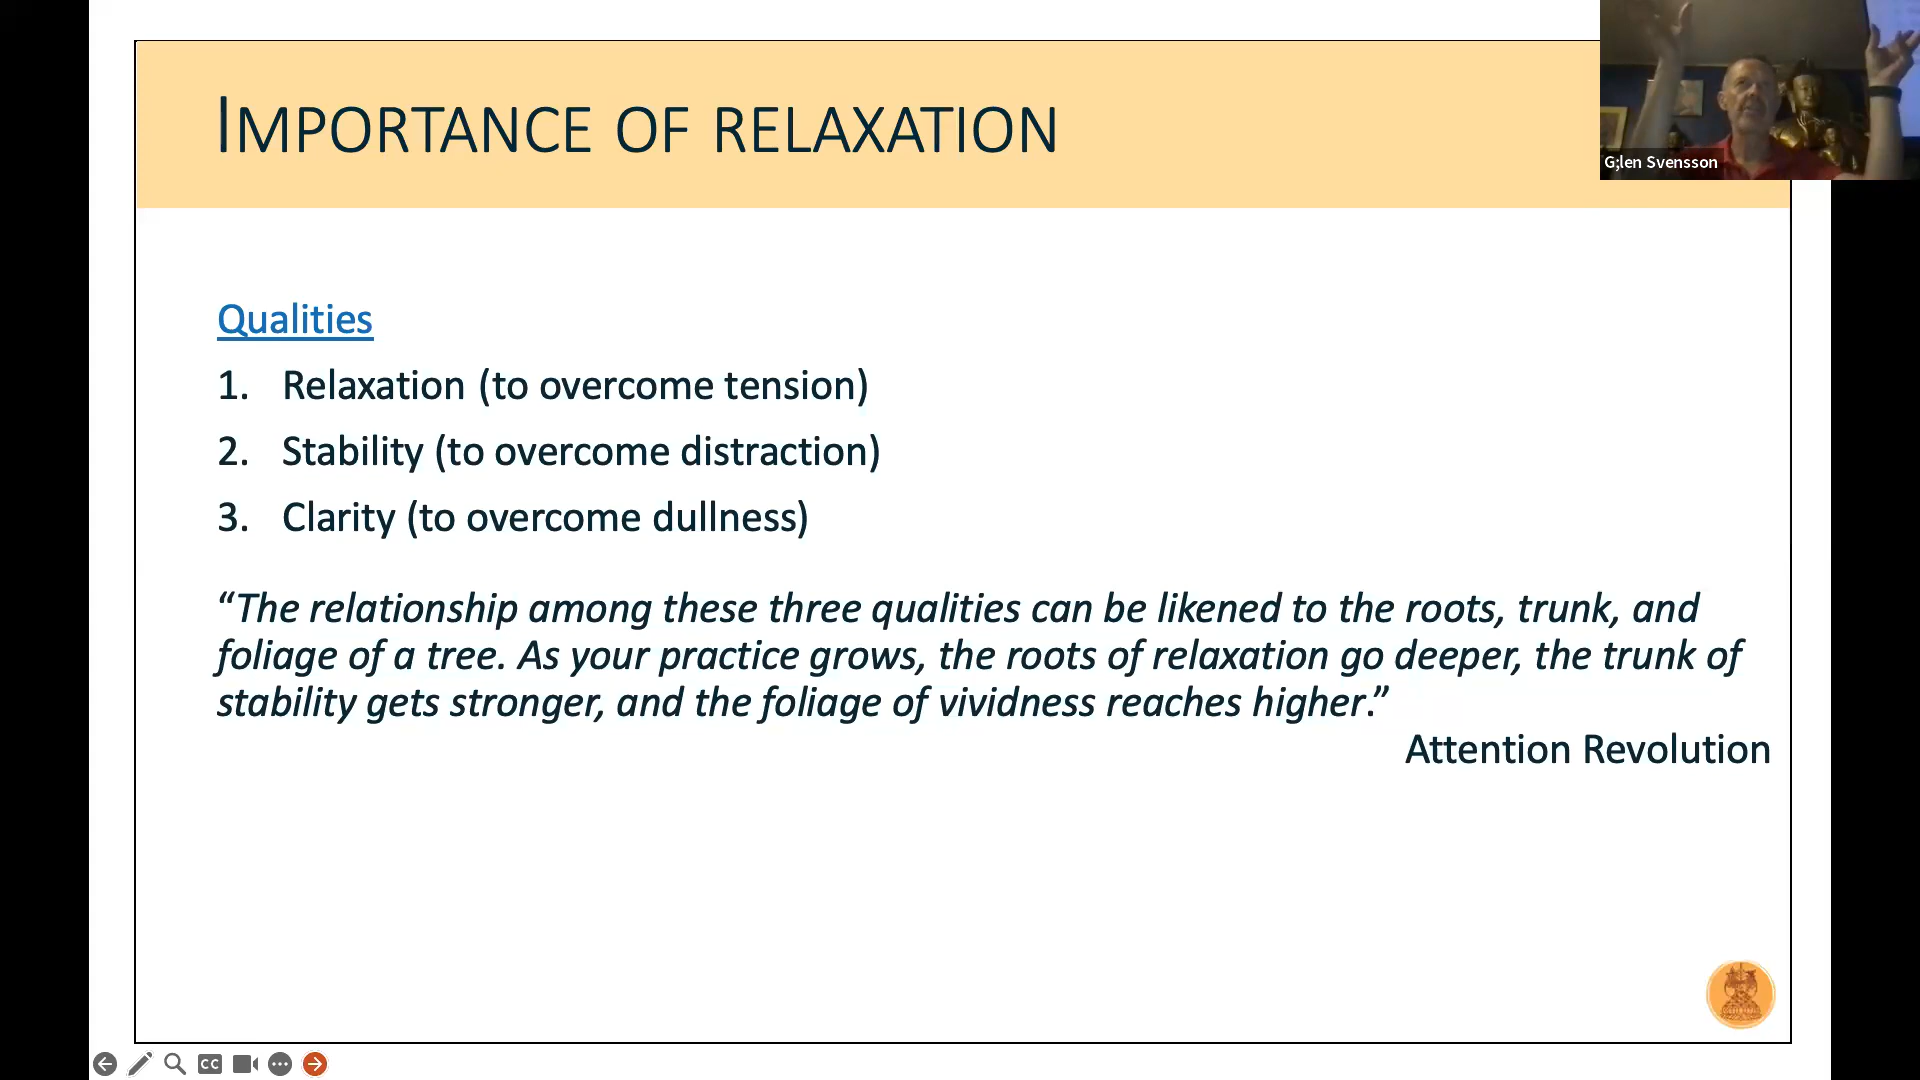 IMPORTANCE OF RELAXATION
G;len Svensson
Qualities
1. Relaxation (to overcome tension)
2. Stability (to overcome distraction)
3. Clarity (to overcome dullness)
“The relationship among these three qualities can be likened to the roots, trunk, and
foliage of a tree. As your practice grows, the roots of relaxation go deeper, the trunk of
stability gets stronger, and the foliage of vividness reaches higher.”
Attention Revolution
CC